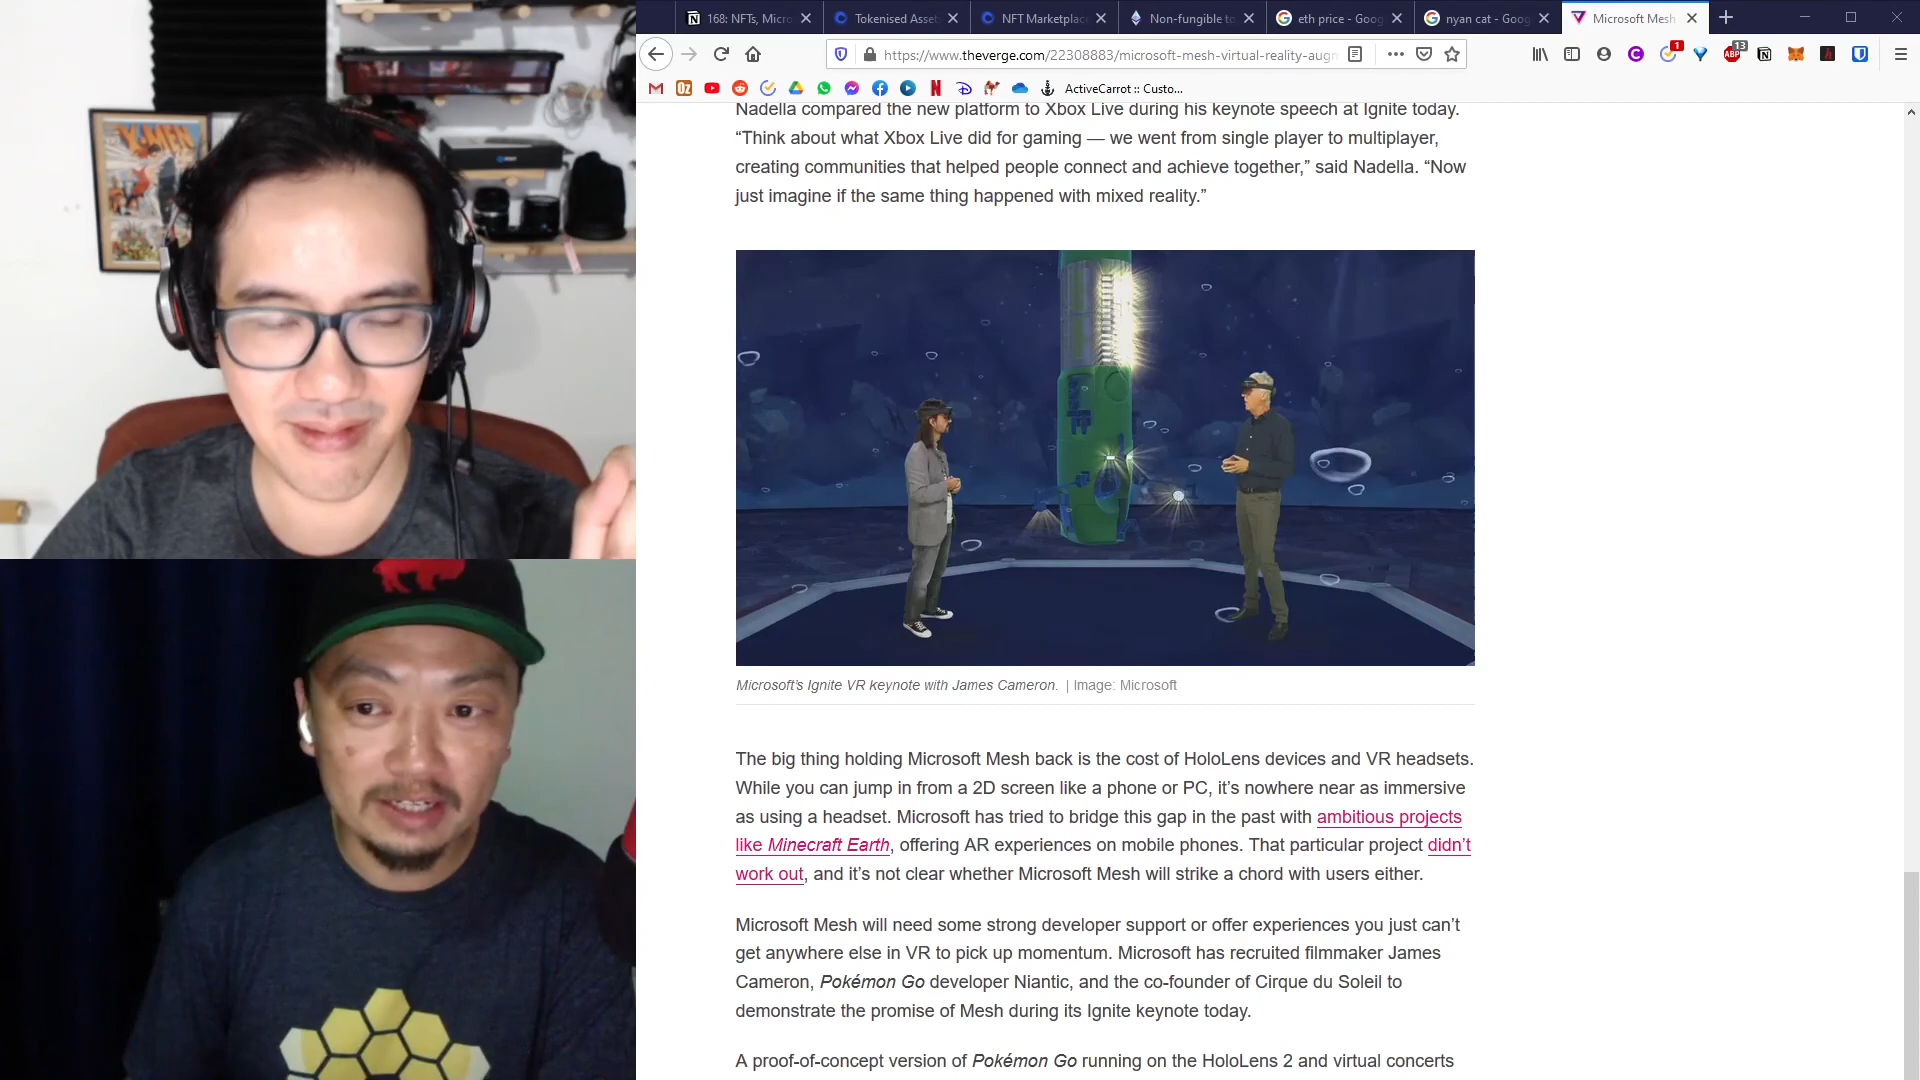 X-MEN
168: NFTs, Micro
Tokenised Asset
NFT Marketplac
Non-fungible to
eth price - Goog
nyan cat - Goog
Microsoft Mesh
https://www.theverge.com/22308883/microsoft-mesh-virtual-reality-augm
1
13
ActiveCarrot :: Custo...
Nadella compared the new platform to Xbox Live during his keynote speech at Ignite today.
“Think about what Xbox Live did for gaming — we went from single player to multiplayer,
creating communities that helped people connect and achieve together,” said Nadella. “Now
just imagine if the same thing happened with mixed reality.”
Microsoft’s Ignite VR keynote with James Cameron. | Image: Microsoft
The big thing holding Microsoft Mesh back is the cost of HoloLens devices and VR headsets.
While you can jump in from a 2D screen like a phone or PC, it’s nowhere near as immersive
as using a headset. Microsoft has tried to bridge this gap in the past with ambitious projects
like Minecraft Earth, offering AR experiences on mobile phones. That particular project didn’t
work out, and it’s not clear whether Microsoft Mesh will strike a chord with users either.
Microsoft Mesh will need some strong developer support or offer experiences you just can’t
get anywhere else in VR to pick up momentum. Microsoft has recruited filmmaker James
Cameron, Pokémon Go developer Niantic, and the co-founder of Cirque du Soleil to
demonstrate the promise of Mesh during its Ignite keynote today.
A proof-of-concept version of Pokémon Go running on the HoloLens 2 and virtual concerts